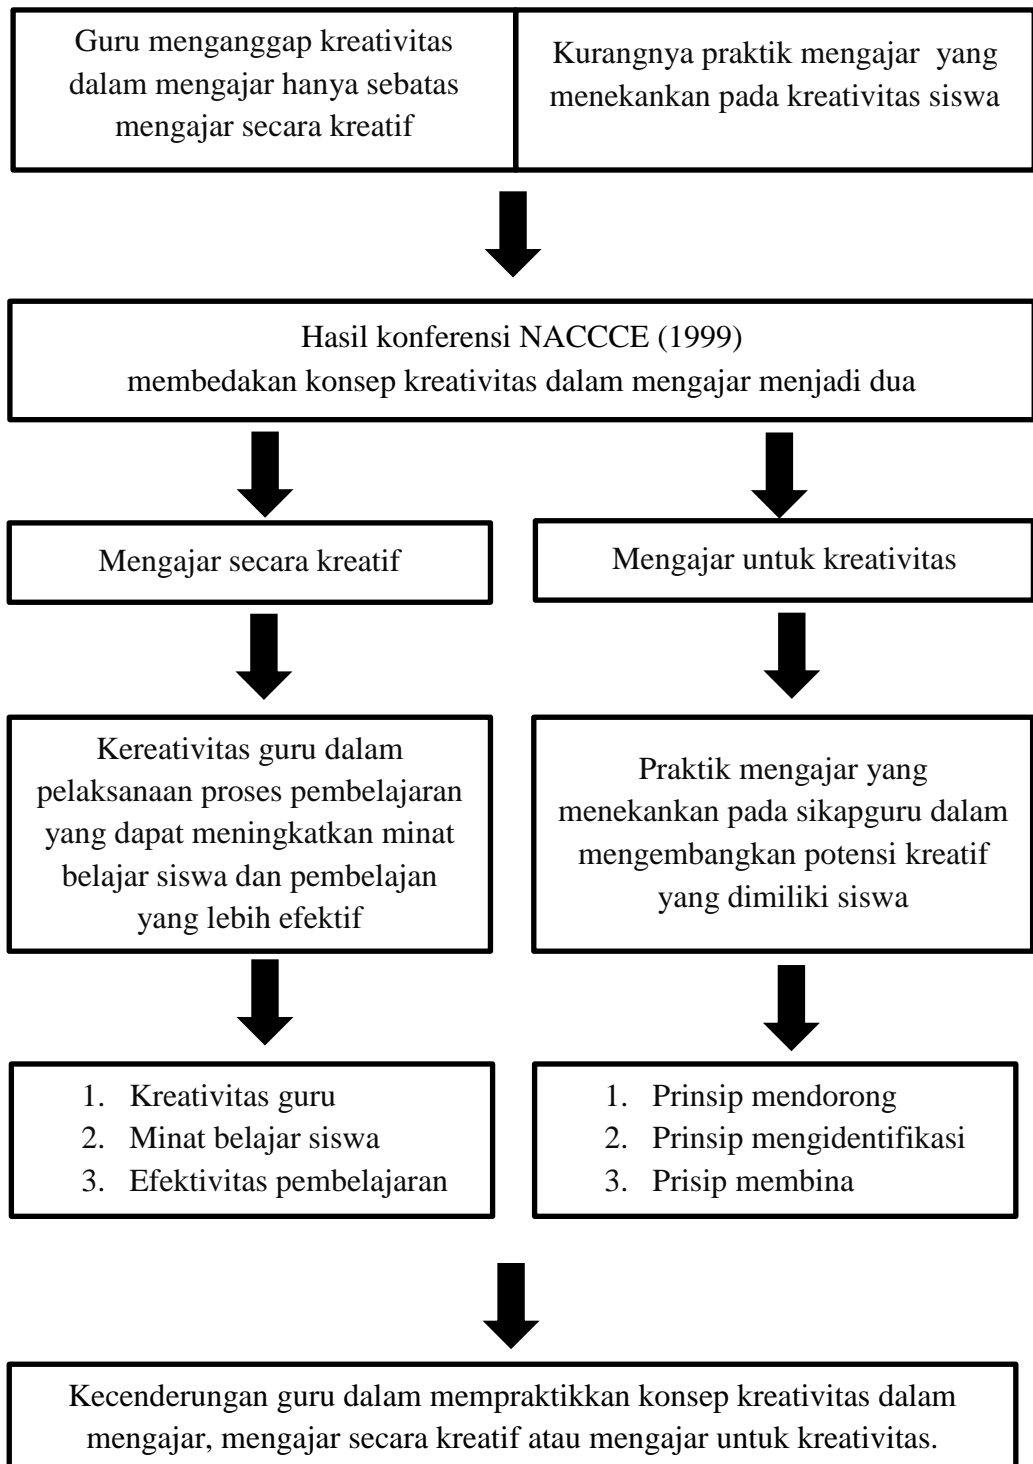 Guru menganggap kreativitas
dalam mengajar hanya sebatas
mengajar secara kreatif
Kurangnya praktik mengajar  yang
menekankan pada kreativitas siswa
Hasil konferensi NACCCE (1999)
membedakan konsep kreativitas dalam mengajar menjadi dua
Mengajar secara kreatif
Mengajar untuk kreativitas
Kereativitas guru dalam
pelaksanaan proses pembelajaran
yang dapat meningkatkan minat
belajar siswa dan pembelajan
yang lebih efektif
Praktik mengajar yang
menekankan pada sikapguru dalam
mengembangkan potensi kreatif
yang dimiliki siswa
1. Kreativitas guru
2. Minat belajar siswa
3. Efektivitas pembelajaran
1. Prinsip mendorong
2. Prinsip mengidentifikasi
3. Prisip membina
Kecenderungan guru dalam mempraktikkan konsep kreativitas dalam
mengajar, mengajar secara kreatif atau mengajar untuk kreativitas.